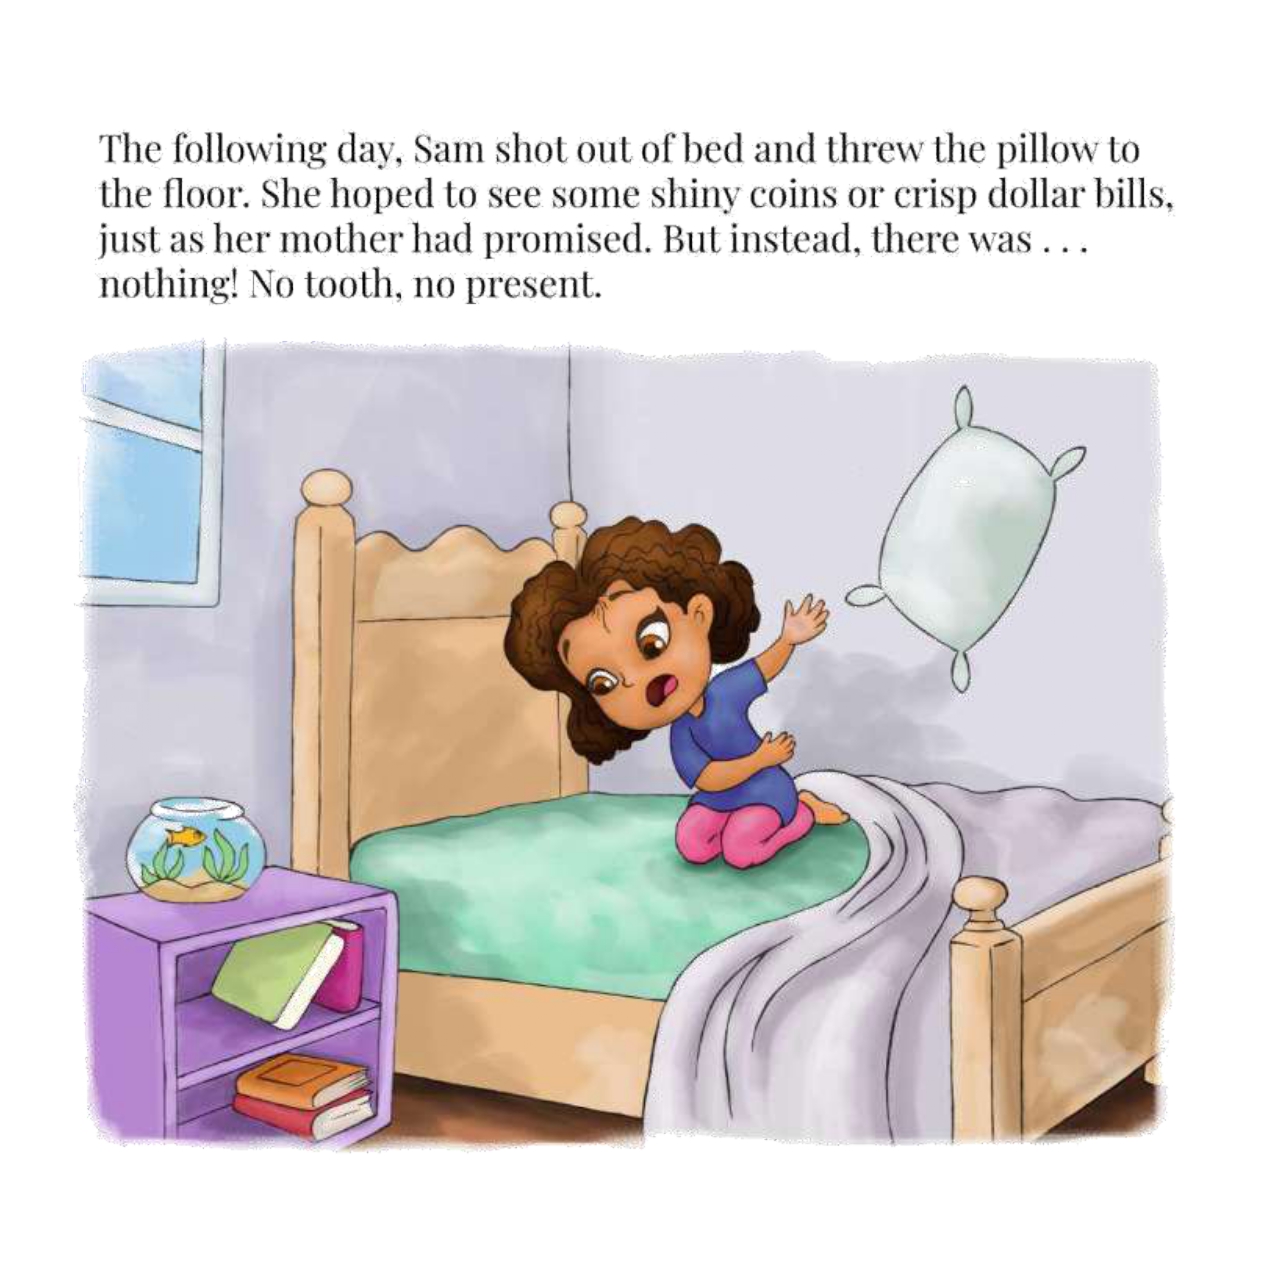 The following day, Sam shot out of bed and threw the pillow to
the floor. She hoped to see some shiny coins or crisp dollar bills,
just as her mother had promised. But instead, there was . . .
nothing! No tooth, no present.